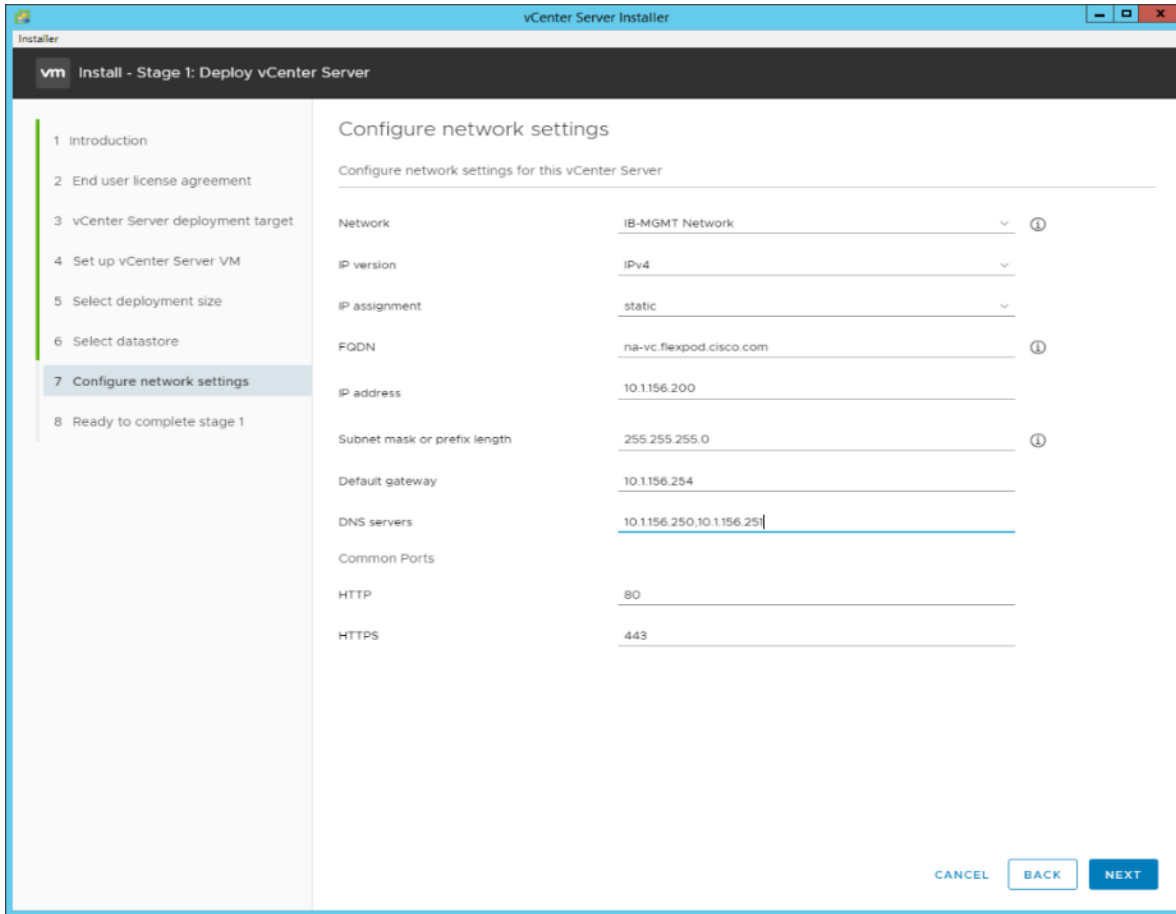 vCenter Server Installer
Installer
vm Install - Stage 1: Deploy vCenter Server
1 Introduction
2 End user license agreement
3 vCenter Server deployment target
4 Set up vCenter Server VM
5 Select deployment size
6 Select datastore
7 Configure network settings
8 Ready to complete stage 1
Configure network settings
Configure network settings for this vCenter Server
Network IB-MGMT Network
IP version IPv4
IP assignment static
FQDN na-vc.flexpod.cisco.com
IP address 10.1.156.200
Subnet mask or prefix length 255.255.255.0
Default gateway 10.1.156.254
DNS servers 10.1.156.250,10.1.156.251
Common Ports
HTTP 80
HTTPS 443
CANCEL BACK NEXT